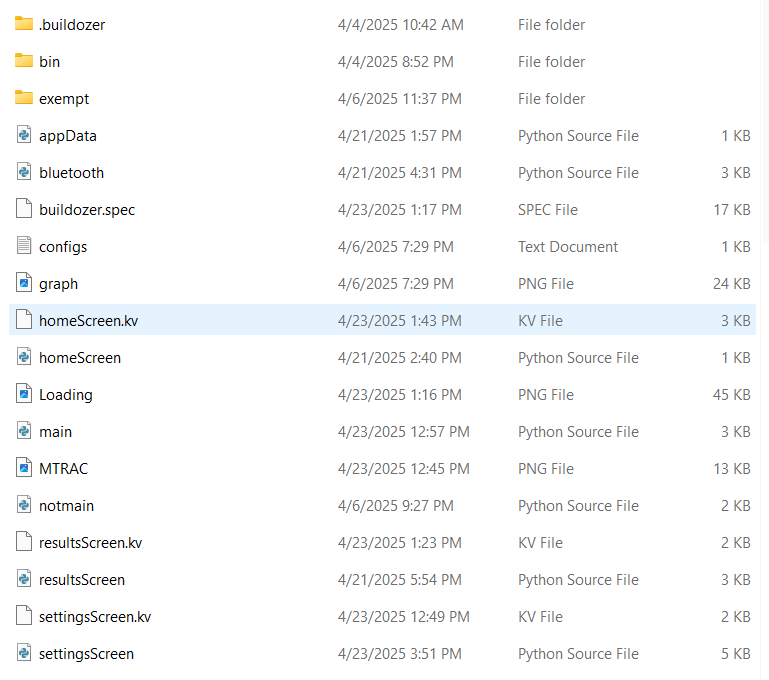 .buildozer 4/4/2025 10:42 AM File folder
bin 4/4/2025 8:52 PM File folder
exempt 4/6/2025 11:37 PM File folder
appData 4/21/2025 1:57 PM Python Source File 1 KB
bluetooth 4/21/2025 4:31 PM Python Source File 3 KB
buildozer.spec 4/23/2025 1:17 PM SPEC File 17 KB
configs 4/6/2025 7:29 PM Text Document 1 KB
graph 4/6/2025 7:29 PM PNG File 24 KB
homeScreen.kv 4/23/2025 1:43 PM KV File 3 KB
homeScreen 4/21/2025 2:40 PM Python Source File 1 KB
Loading 4/23/2025 1:16 PM PNG File 45 KB
main 4/23/2025 12:57 PM Python Source File 3 KB
MTRAC 4/23/2025 12:45 PM PNG File 13 KB
notmain 4/6/2025 9:27 PM Python Source File 2 KB
resultsScreen.kv 4/23/2025 1:23 PM KV File 2 KB
resultsScreen 4/21/2025 5:54 PM Python Source File 3 KB
settingsScreen.kv 4/23/2025 12:49 PM KV File 2 KB
settingsScreen 4/23/2025 3:51 PM Python Source File 5 KB